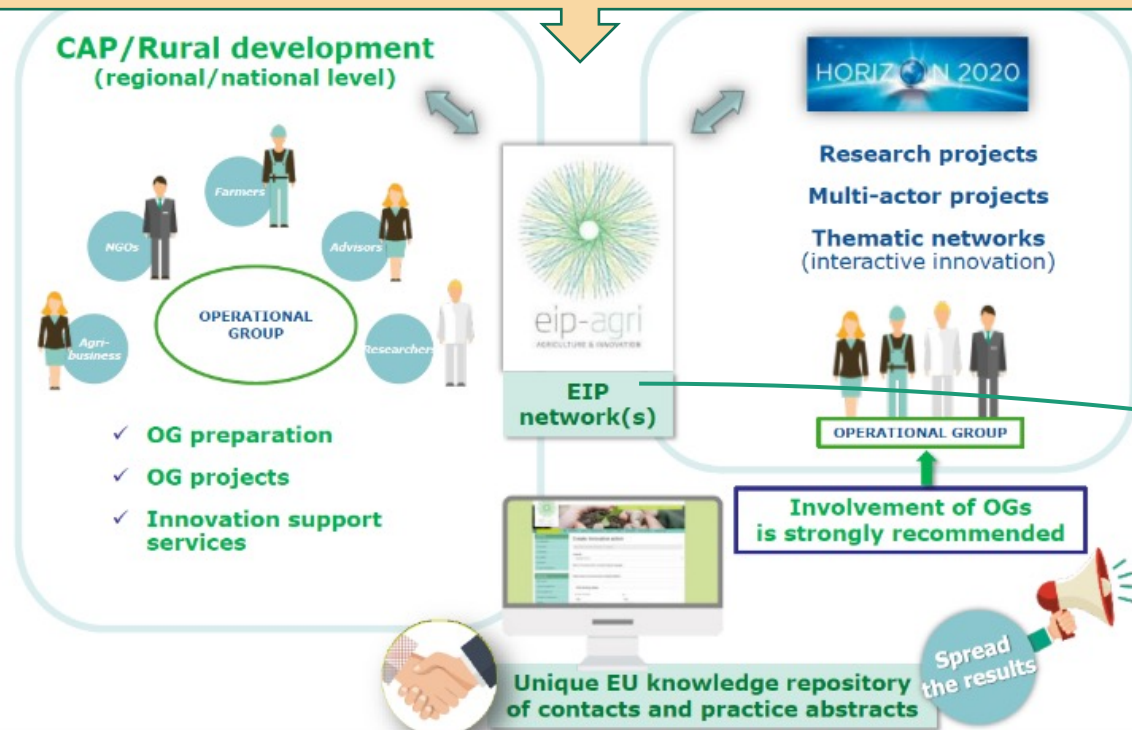 CAP/Rural development
(regional/national level)
Farmers
NGOs
Advisors
OPERATIONAL
GROUP
Agri-
business
Researchers
✓ OG preparation
✓ OG projects
✓ Innovation support
services
eip-agri
AGRICULTURE & INNOVATION
EIP
network(s)
HORIZON 2020
Research projects
Multi-actor projects
Thematic networks
(interactive innovation)
OPERATIONAL GROUP
Involvement of OGs
is strongly recommended
Spread
the results
Unique EU knowledge repository
of contacts and practice abstracts